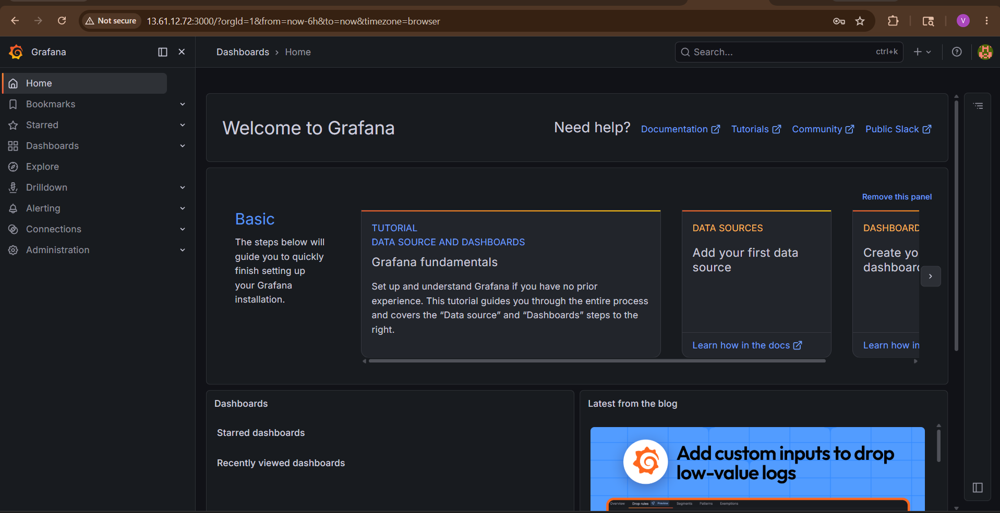 Not secure
13.61.12.72:3000/?orgId=1&from=now-6h&to=now&timezone=browser
V
Grafana
Dashboards › Home
Search...
ctrl+k
Home
Bookmarks
Starred
Dashboards
Explore
Drilldown
Alerting
Connections
Administration
Welcome to Grafana
Need help?
Documentation
Tutorials
Community
Public Slack
Remove this panel
Basic
The steps below will
guide you to quickly
finish setting up
your Grafana
installation.
TUTORIAL
DATA SOURCE AND DASHBOARDS
Grafana fundamentals
Set up and understand Grafana if you have no prior
experience. This tutorial guides you through the entire process
and covers the “Data source” and “Dashboards” steps to the
right.
DATA SOURCES
Add your first data
source
Learn how in the docs
DASHBOARD
Create yo
dashboard
Learn how in
Dashboards
Starred dashboards
Recently viewed dashboards
Latest from the blog
Add custom inputs to drop
low-value logs
Overview
Drop rules
Preview
Segments
Patterns
Exemptions